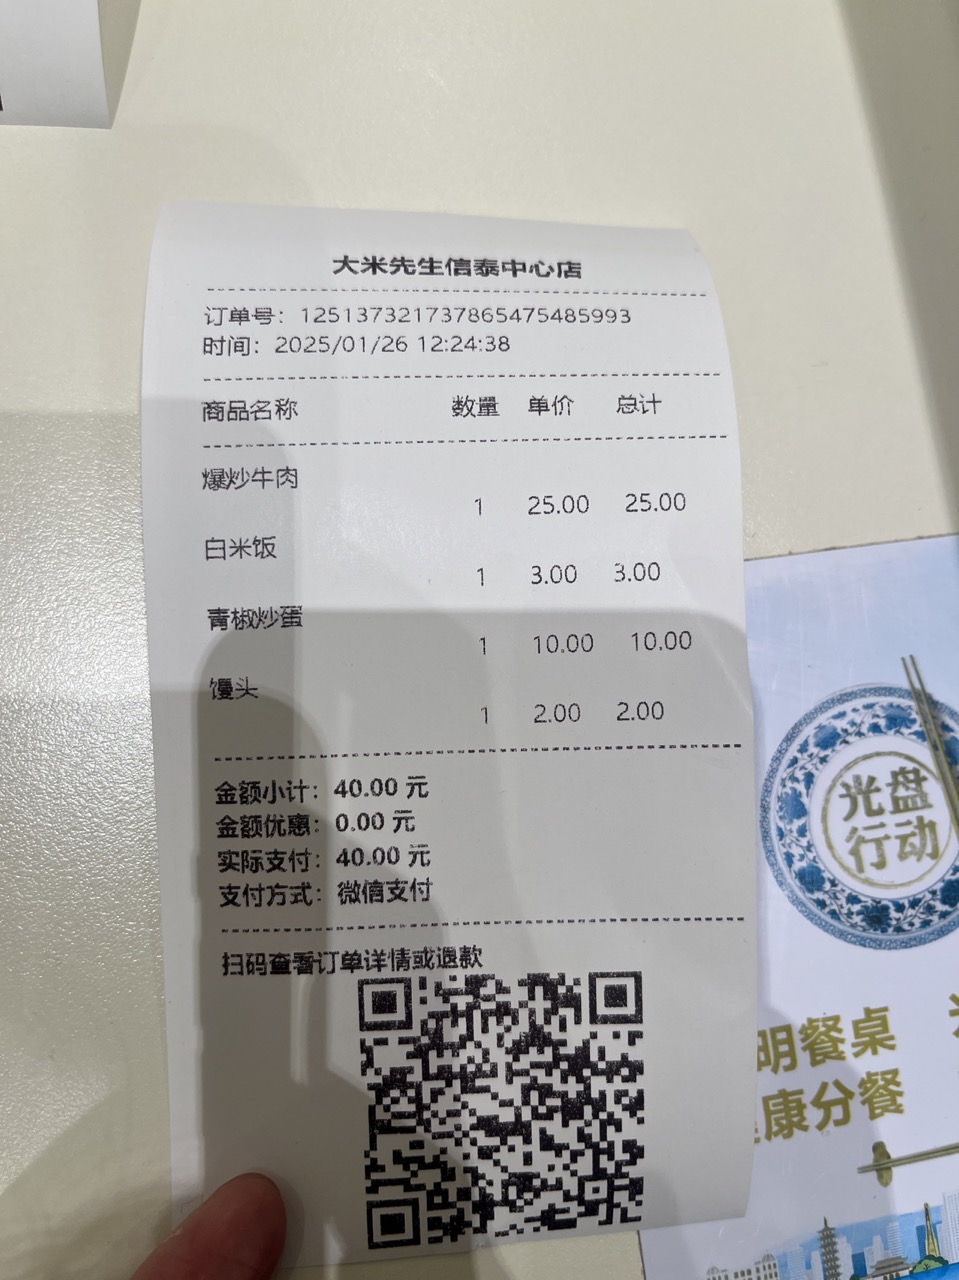 大米先生信泰中心店
订单号：1251373217378654754​85993
时间：2025/01/26 12:24:38
商品名称 数量 单价 总计
爆炒牛肉
1 25.00 25.00
白米饭
1 3.00 3.00
青椒炒蛋
1 10.00 10.00
馒头
1 2.00 2.00
金额小计：40.00 元
金额优惠：0.00 元
实际支付：40.00 元
支付方式：微信支付
扫码查看订单详情或退款
光盘
行动
明餐桌
康分餐